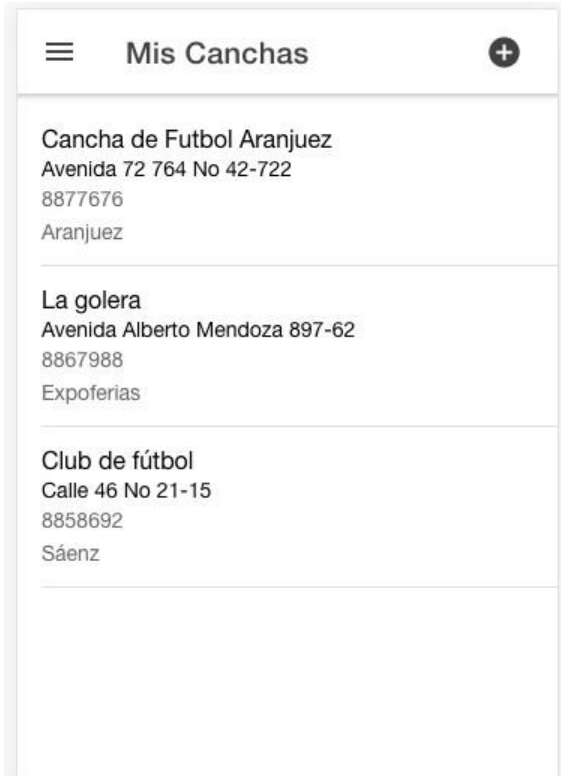 Mis Canchas
Cancha de Futbol Aranjuez
Avenida 72 764 No 42-722
8877676
Aranjuez
La golera
Avenida Alberto Mendoza 897-62
8867988
Expoferias
Club de fútbol
Calle 46 No 21-15
8858692
Sáenz